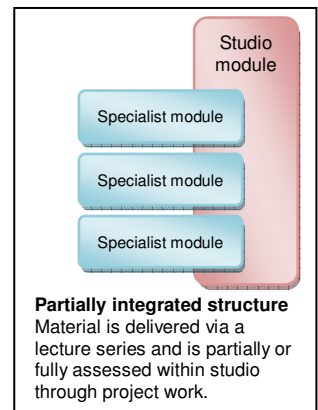 Studio
module
Specialist module
Specialist module
Specialist module
Partially integrated structure
Material is delivered via a
lecture series and is partially or
fully assessed within studio
through project work.